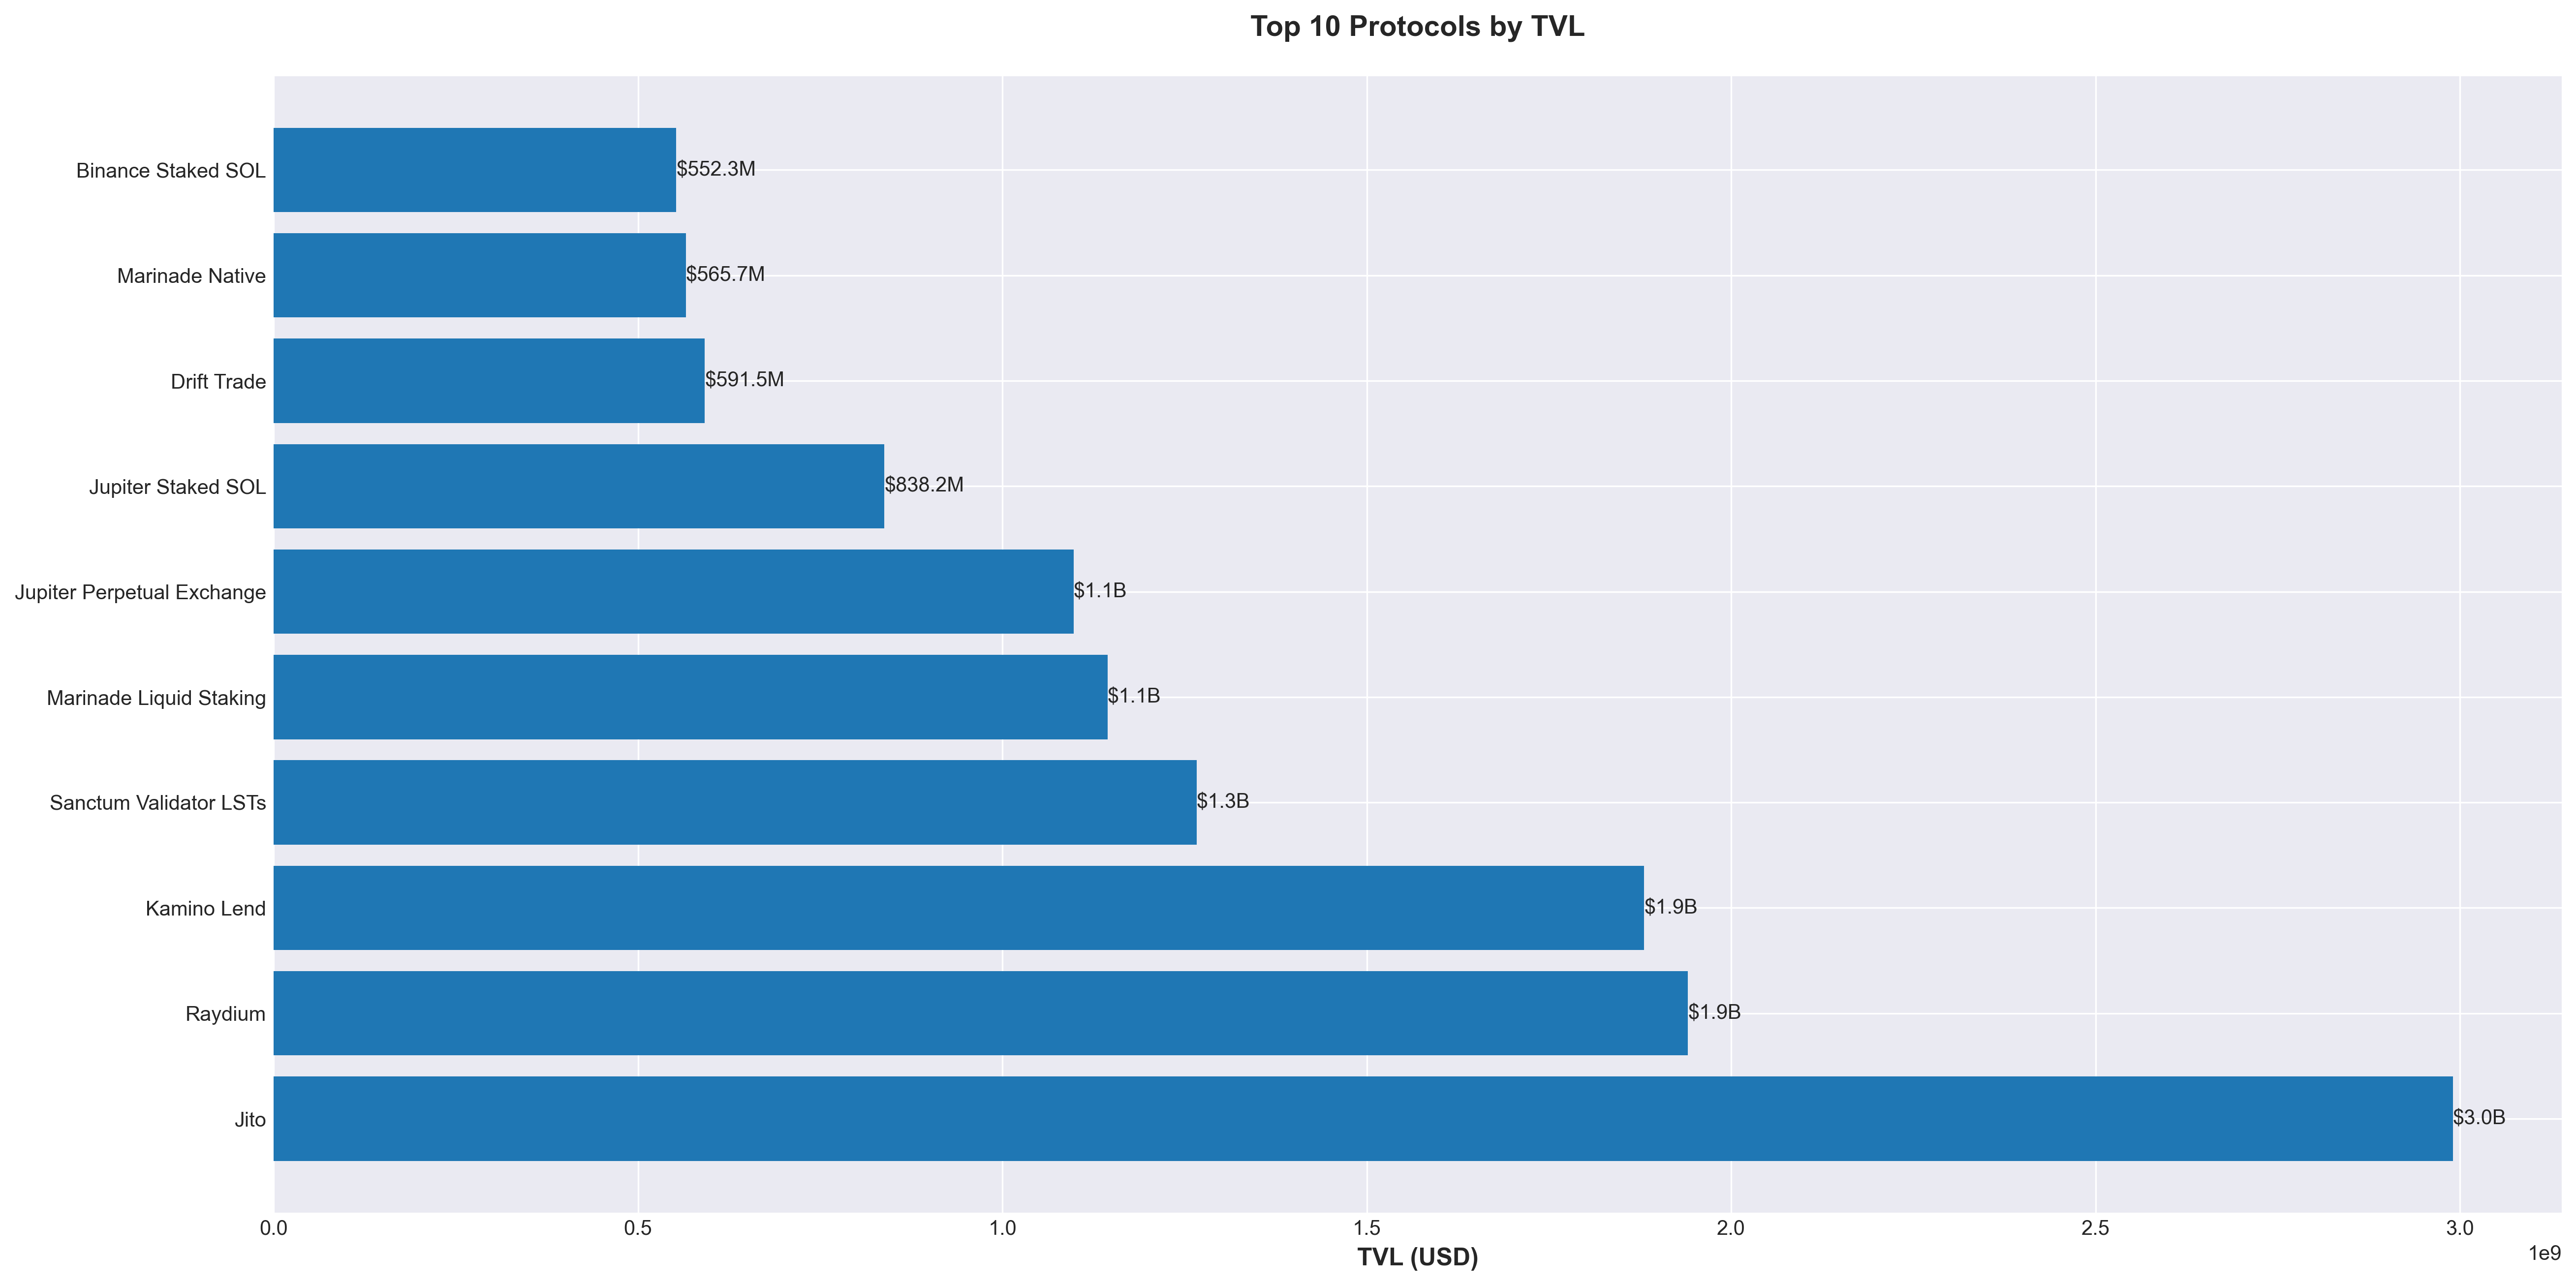 Top 10 Protocols by TVL
Binance Staked SOL
$552.3M
Marinade Native
$565.7M
Drift Trade
$591.5M
Jupiter Staked SOL
$838.2M
Jupiter Perpetual Exchange
$1.1B
Marinade Liquid Staking
$1.1B
Sanctum Validator LSTs
$1.3B
Kamino Lend
$1.9B
Raydium
$1.9B
Jito
$3.0B
0.0 0.5 1.0 1.5 2.0 2.5 3.0
1e9
TVL (USD)